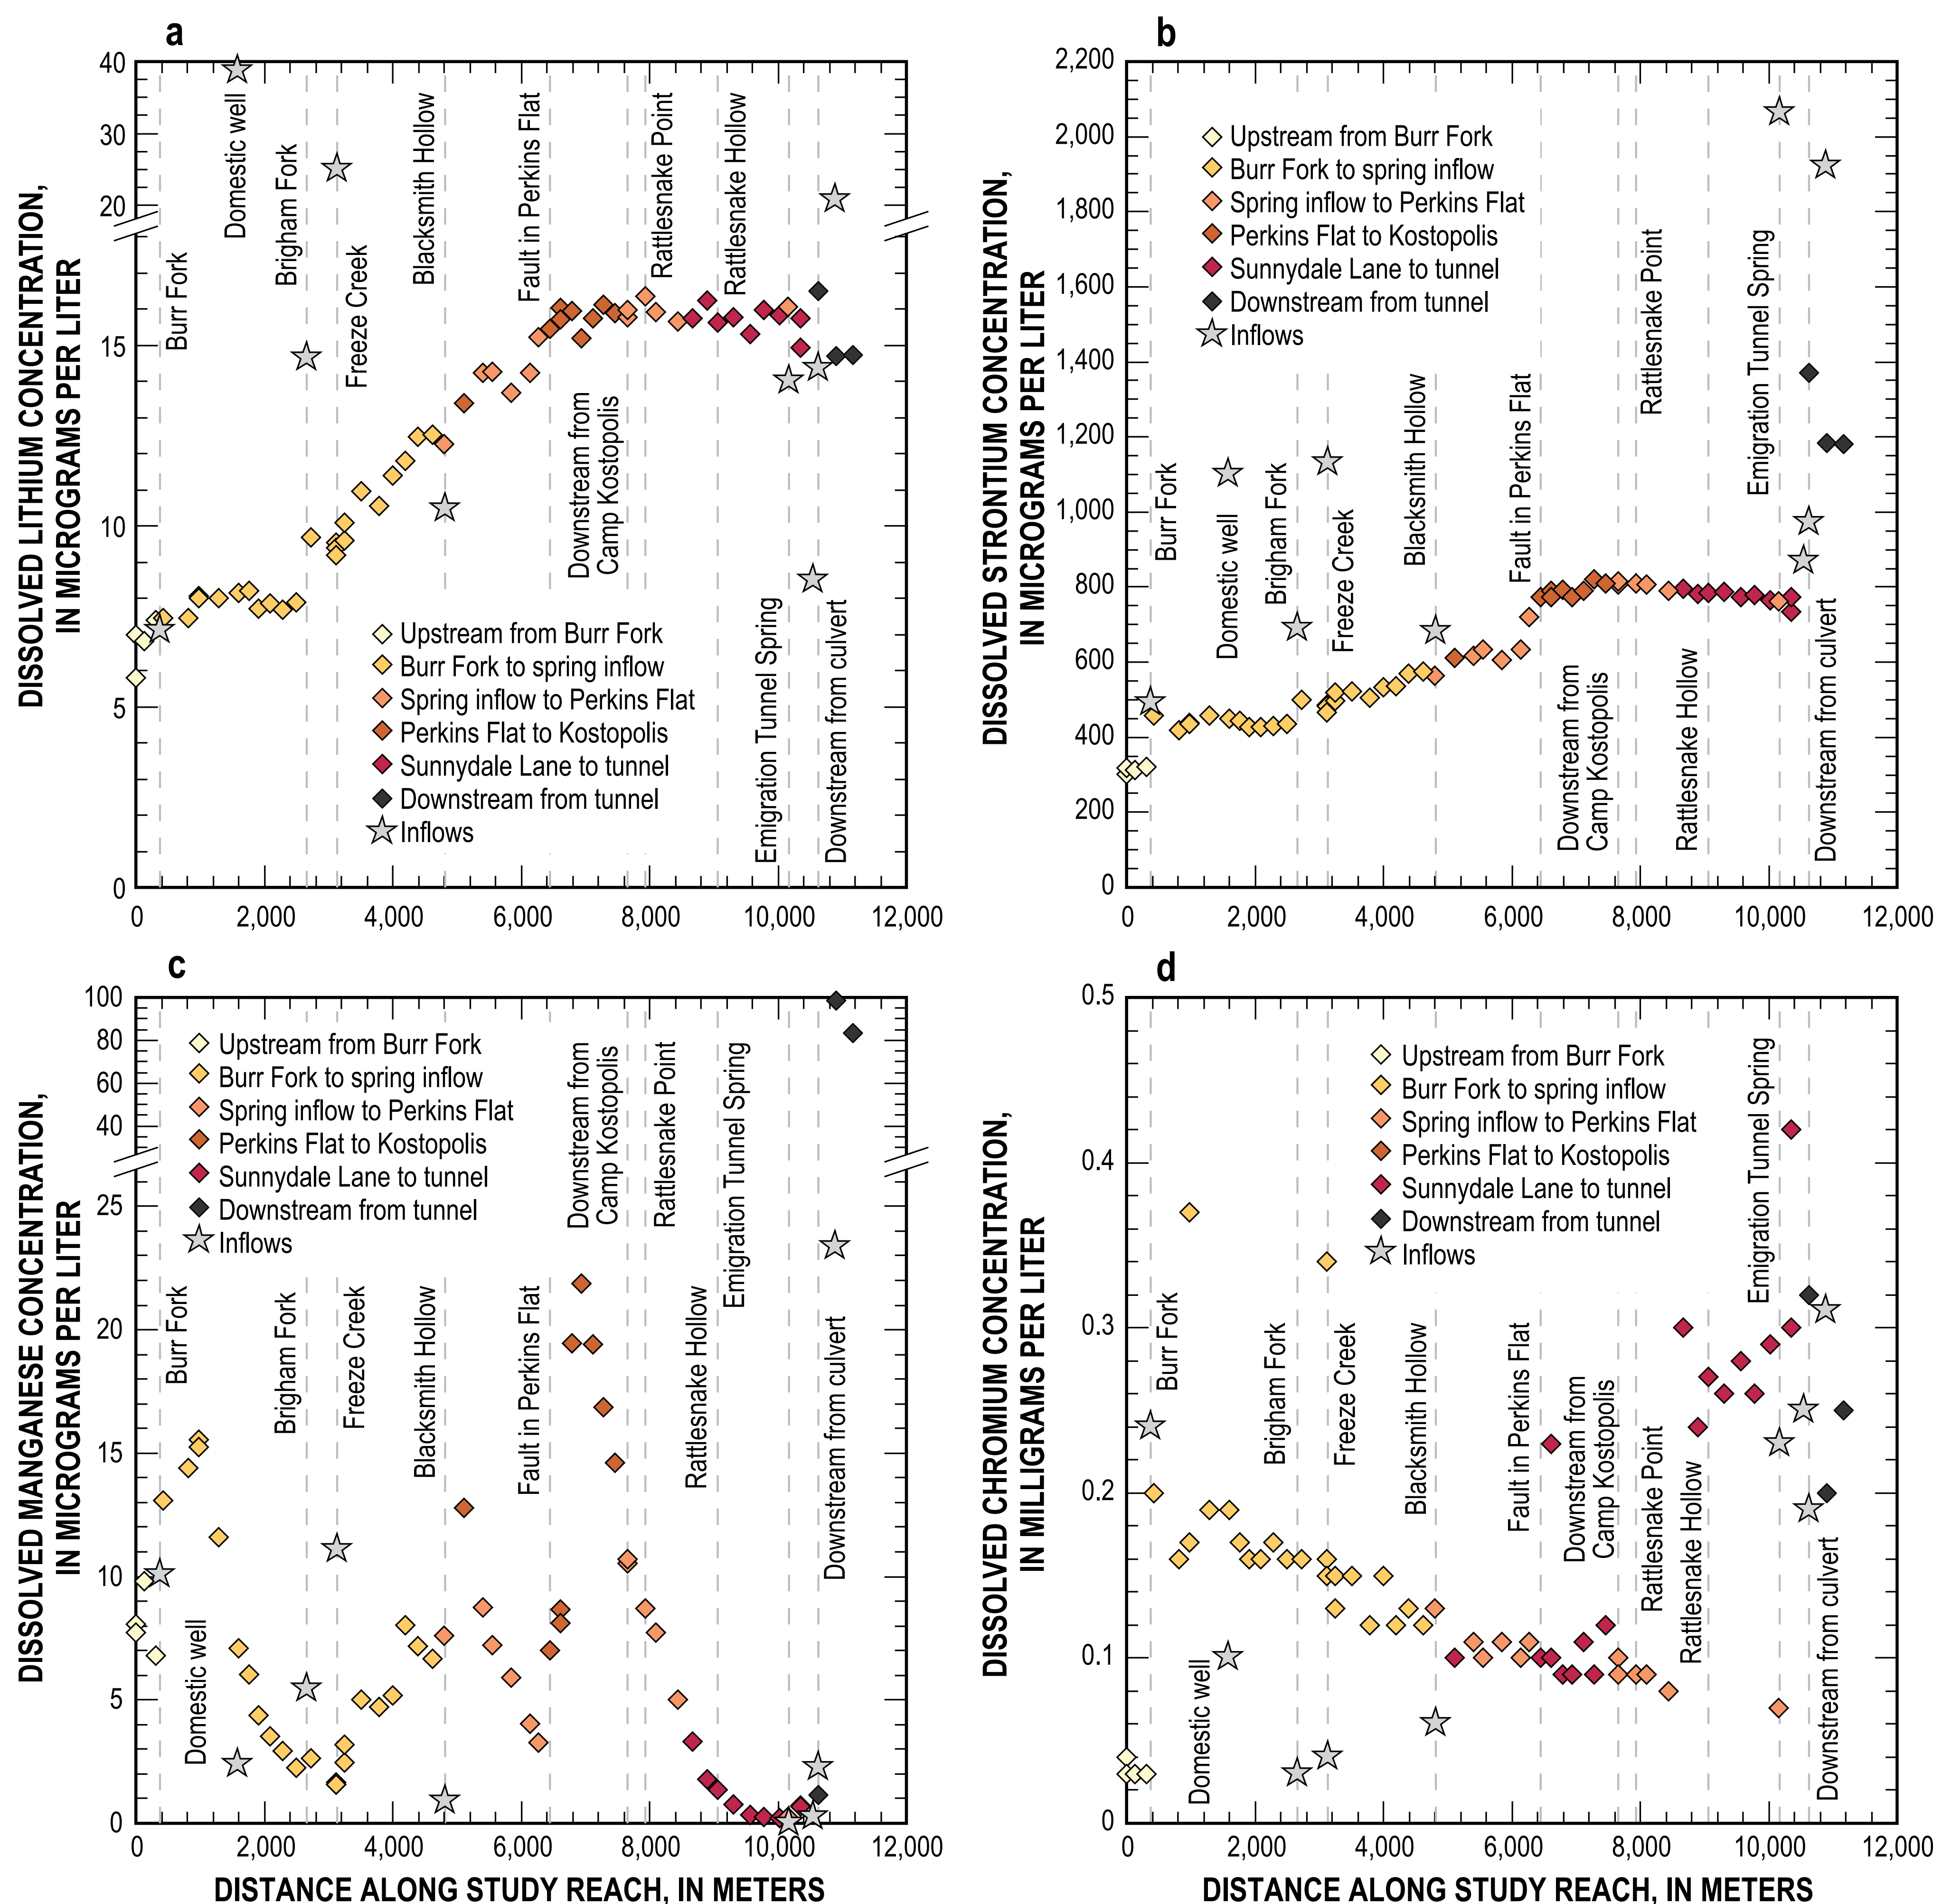 a
DISSOLVED LITHIUM CONCENTRATION,
IN MICROGRAMS PER LITER
40
30
20
15
10
5
0
0
2,000
4,000
6,000
8,000
10,000
12,000
Burr Fork
Domestic well
Brigham Fork
Freeze Creek
Blacksmith Hollow
Fault in Perkins Flat
Downstream from
Camp Kostopolis
Rattlesnake Point
Rattlesnake Hollow
Emigration Tunnel Spring
Downstream from culvert
Upstream from Burr Fork
Burr Fork to spring inflow
Spring inflow to Perkins Flat
Perkins Flat to Kostopolis
Sunnydale Lane to tunnel
Downstream from tunnel
Inflows
b
DISSOLVED STRONTIUM CONCENTRATION,
IN MICROGRAMS PER LITER
2,200
2,000
1,800
1,600
1,400
1,200
1,000
800
600
400
200
0
0
2,000
4,000
6,000
8,000
10,000
12,000
Upstream from Burr Fork
Burr Fork to spring inflow
Spring inflow to Perkins Flat
Perkins Flat to Kostopolis
Sunnydale Lane to tunnel
Downstream from tunnel
Inflows
Burr Fork
Domestic well
Brigham Fork
Freeze Creek
Blacksmith Hollow
Fault in Perkins Flat
Downstream from
Camp Kostopolis
Rattlesnake Point
Rattlesnake Hollow
Emigration Tunnel Spring
Downstream from culvert
c
DISSOLVED MANGANESE CONCENTRATION,
IN MICROGRAMS PER LITER
100
80
60
40
25
20
15
10
5
0
0
2,000
4,000
6,000
8,000
10,000
12,000
Upstream from Burr Fork
Burr Fork to spring inflow
Spring inflow to Perkins Flat
Perkins Flat to Kostopolis
Sunnydale Lane to tunnel
Downstream from tunnel
Inflows
Burr Fork
Domestic well
Brigham Fork
Freeze Creek
Blacksmith Hollow
Fault in Perkins Flat
Downstream from
Camp Kostopolis
Rattlesnake Point
Rattlesnake Hollow
Emigration Tunnel Spring
Downstream from culvert
DISTANCE ALONG STUDY REACH, IN METERS
d
DISSOLVED CHROMIUM CONCENTRATION,
IN MILLIGRAMS PER LITER
0.5
0.4
0.3
0.2
0.1
0
0
2,000
4,000
6,000
8,000
10,000
12,000
Upstream from Burr Fork
Burr Fork to spring inflow
Spring inflow to Perkins Flat
Perkins Flat to Kostopolis
Sunnydale Lane to tunnel
Downstream from tunnel
Inflows
Burr Fork
Domestic well
Brigham Fork
Freeze Creek
Blacksmith Hollow
Fault in Perkins Flat
Downstream from
Camp Kostopolis
Rattlesnake Point
Rattlesnake Hollow
Emigration Tunnel Spring
Downstream from culvert
DISTANCE ALONG STUDY REACH, IN METERS